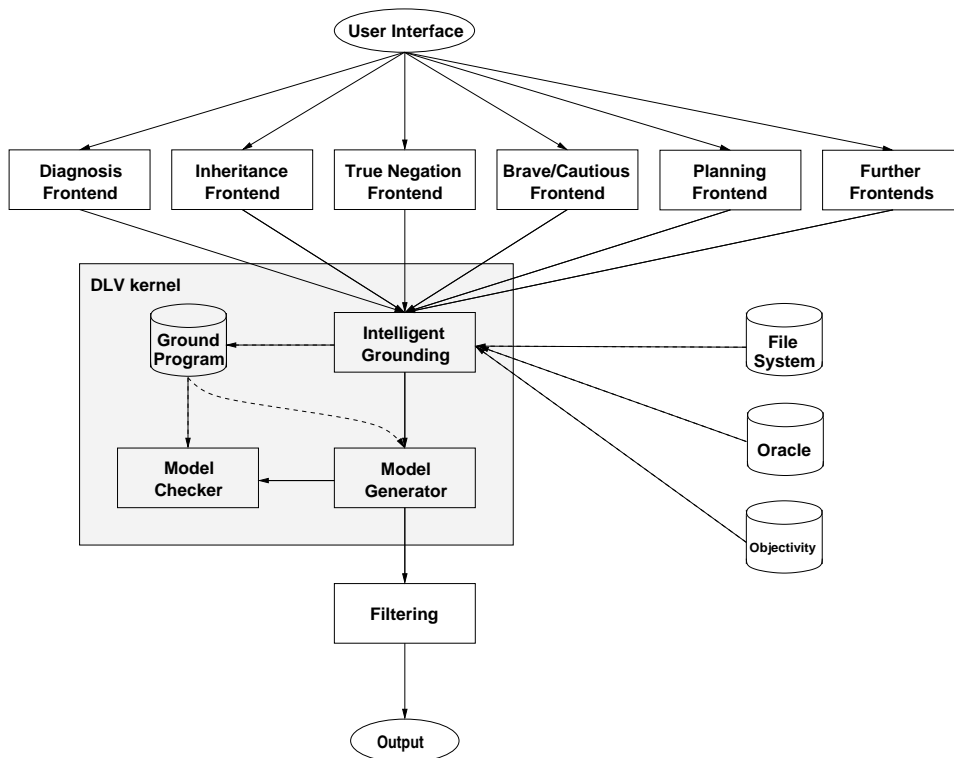 User Interface
Diagnosis
Frontend
Inheritance
Frontend
True Negation
Frontend
Brave/Cautious
Frontend
Planning
Frontend
Further
Frontends
DLV kernel
Ground
Program
Intelligent
Grounding
File
System
Oracle
Model
Checker
Model
Generator
Objectivity
Filtering
Output